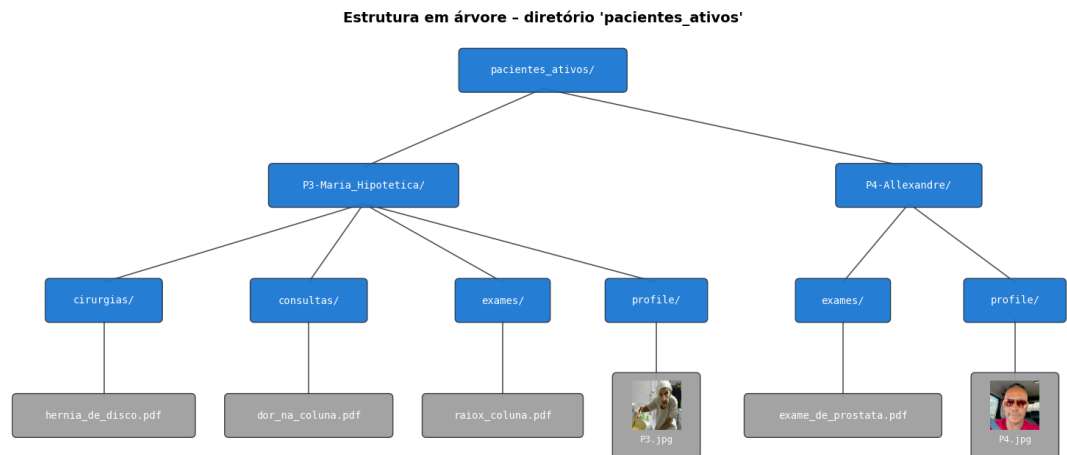 Estrutura em árvore – diretório 'pacientes_ativos'
pacientes_ativos/
P3-Maria_Hipotetica/
P4-Allexandre/
cirurgias/
consultas/
exames/
profile/
exames/
profile/
hernia_de_disco.pdf
dor_na_coluna.pdf
raiox_coluna.pdf
P3.jpg
exame_de_prostata.pdf
P4.jpg